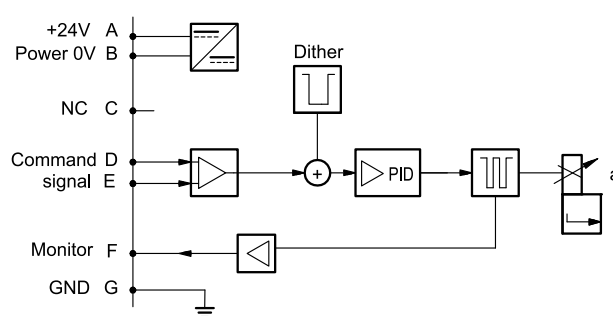 +24V A
Power 0V B
Dither
NC C
Command D
signal E
+
PID
a
Monitor F
GND G